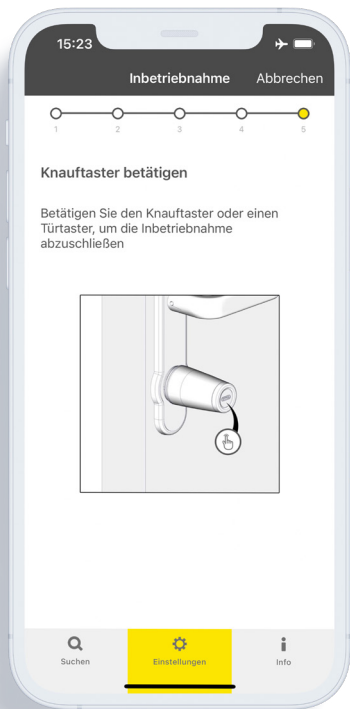 15:23
Inbetriebnahme Abbrechen
1 2 3 4 5
Knauftaster betätigen
Betätigen Sie den Knauftaster oder einen
Türtaster, um die Inbetriebnahme
abzuschließen
Suchen Einstellungen Info